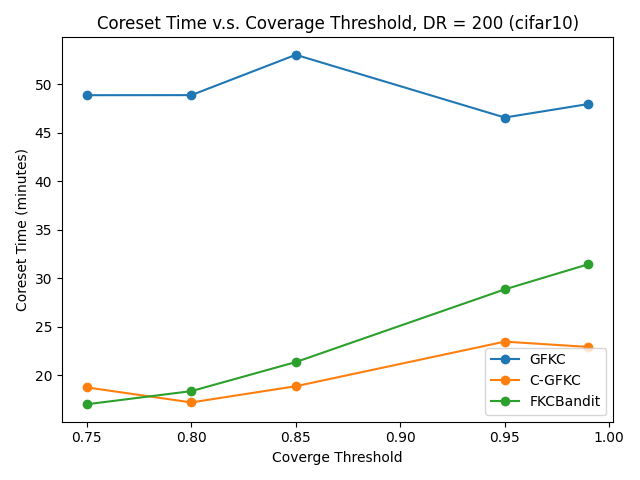 Coreset Time v.s. Coverage Threshold, DR = 200 (cifar10)
Coreset Time (minutes)
50
45
40
35
30
25
20
0.75 0.80 0.85 0.90 0.95 1.00
Coverge Threshold
GFKC
C-GFKC
FKCBandit